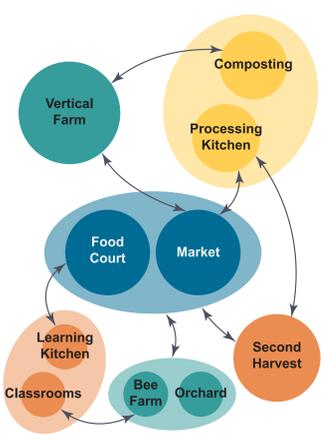 Composting
Vertical
Farm
Processing
Kitchen
Food
Court
Market
Learning
Kitchen
Second
Harvest
Classrooms
Bee
Farm
Orchard